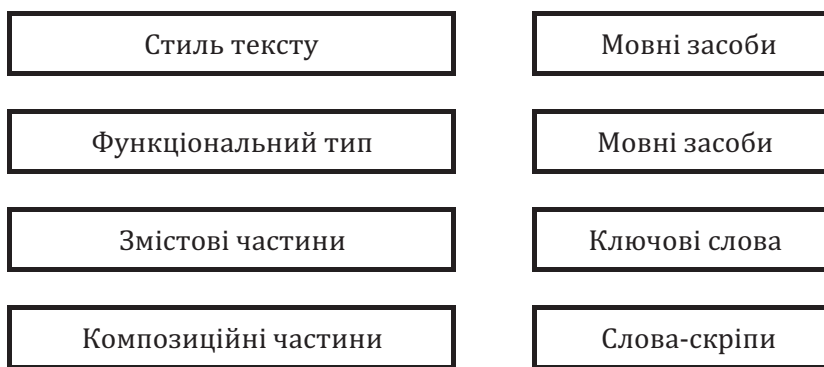 Стиль тексту
Мовні засоби
Функціональний тип
Мовні засоби
Змістові частини
Ключові слова
Композиційні частини
Слова-скріпи